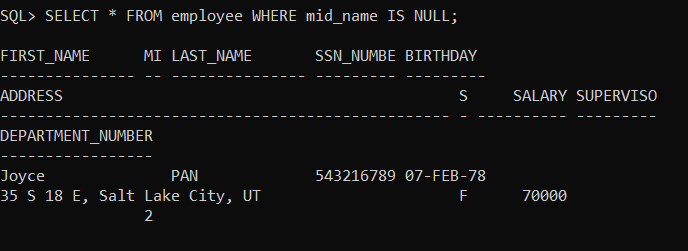 SQL> SELECT * FROM employee WHERE mid_name IS NULL;
FIRST_NAME      MI LAST_NAME       SSN_NUMBE BIRTHDAY
--------------- -- --------------- --------- ---------
ADDRESS                                            S     SALARY SUPERVISO
-------------------------------------------------- - ---------- ---------
DEPARTMENT_NUMBER
-----------------
Joyce              PAN             543216789 07-FEB-78
35 S 18 E, Salt Lake City, UT                      F      70000
                2